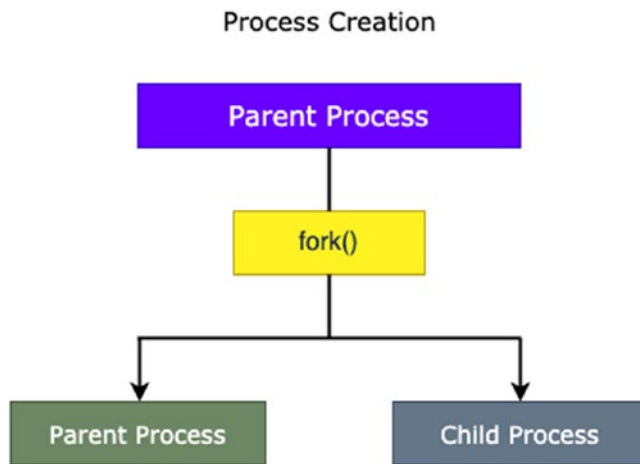 Process Creation
Parent Process
fork()
Parent Process
Child Process